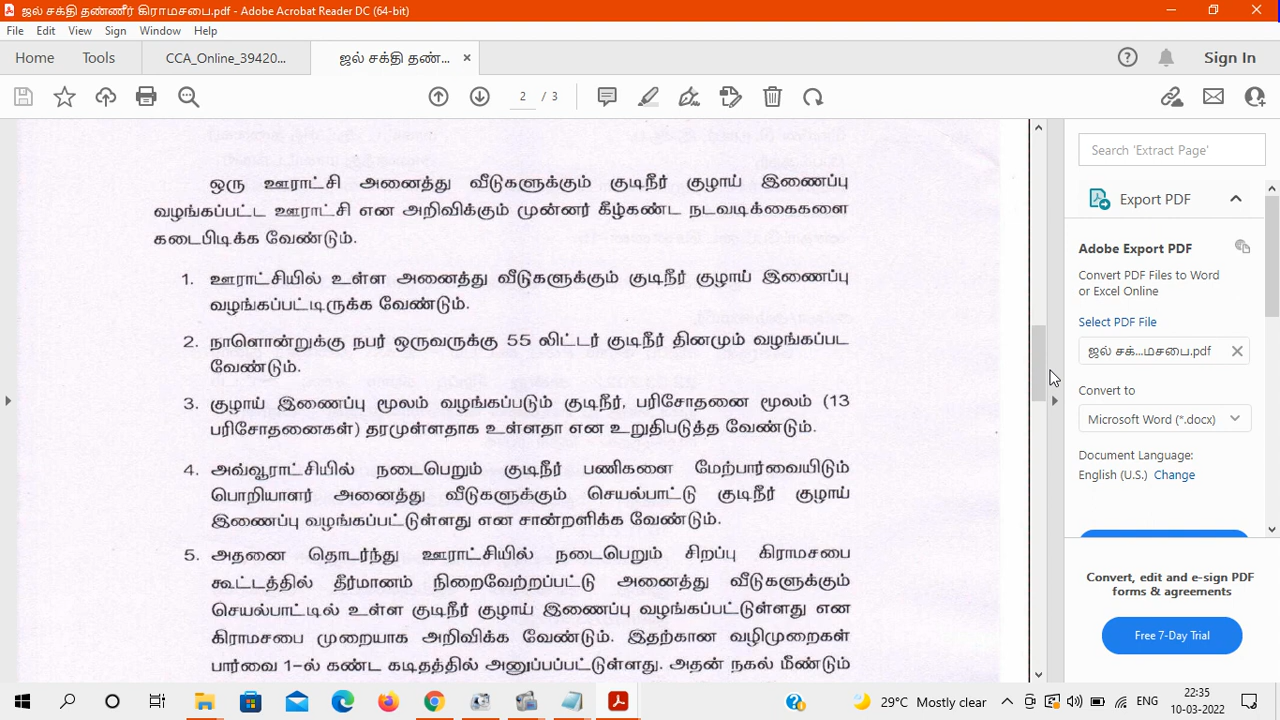 ஜல் சக்தி தண்ணீர் கிராமசபை.pdf - Adobe Acrobat Reader DC (64-bit)
File Edit View Sign Window Help
Home Tools CCA_Online_39420... ஜல் சக்தி தண்... × Sign In
2 / 3
Search 'Extract Page'
Export PDF
Adobe Export PDF
Convert PDF Files to Word
or Excel Online
Select PDF File
ஜல் சக்...மசபை.pdf
Convert to
Microsoft Word (*.docx)
Document Language:
English (U.S.) Change
Convert, edit and e-sign PDF
forms & agreements
Free 7-Day Trial
ஒரு ஊராட்சி அனைத்து வீடுகளுக்கும் குடிநீர் குழாய் இணைப்பு
வழங்கப்பட்ட ஊராட்சி என அறிவிக்கும் முன்னர் கீழ்கண்ட நடவடிக்கைகளை
கடைபிடிக்க வேண்டும்.
1. ஊராட்சியில் உள்ள அனைத்து வீடுகளுக்கும் குடிநீர் குழாய் இணைப்பு
வழங்கப்பட்டிருக்க வேண்டும்.
2. நாளொன்றுக்கு நபர் ஒருவருக்கு 55 லிட்டர் குடிநீர் தினமும் வழங்கப்பட
வேண்டும்.
3. குழாய் இணைப்பு மூலம் வழங்கப்படும் குடிநீர், பரிசோதனை மூலம் (13
பரிசோதனைகள்) தரமுள்ளதாக உள்ளதா என உறுதிபடுத்த வேண்டும்.
4. அவ்வூராட்சியில் நடைபெறும் குடிநீர் பணிகளை மேற்பார்வையிடும்
பொறியாளர் அனைத்து வீடுகளுக்கும் செயல்பாட்டு குடிநீர் குழாய்
இணைப்பு வழங்கப்பட்டுள்ளது என சான்றளிக்க வேண்டும்.
5. அதனை தொடர்ந்து ஊராட்சியில் நடைபெறும் சிறப்பு கிராமசபை
கூட்டத்தில் தீர்மானம் நிறைவேற்றப்பட்டு அனைத்து வீடுகளுக்கும்
செயல்பாட்டில் உள்ள குடிநீர் குழாய் இணைப்பு வழங்கப்பட்டுள்ளது என
கிராமசபை முறையாக அறிவிக்க வேண்டும். இதற்கான வழிமுறைகள்
பார்வை 1-ல் கண்ட கடிதத்தில் அனுப்பப்பட்டுள்ளது. அதன் நகல் மீண்டும்
29°C Mostly clear ENG 22:35
10-03-2022